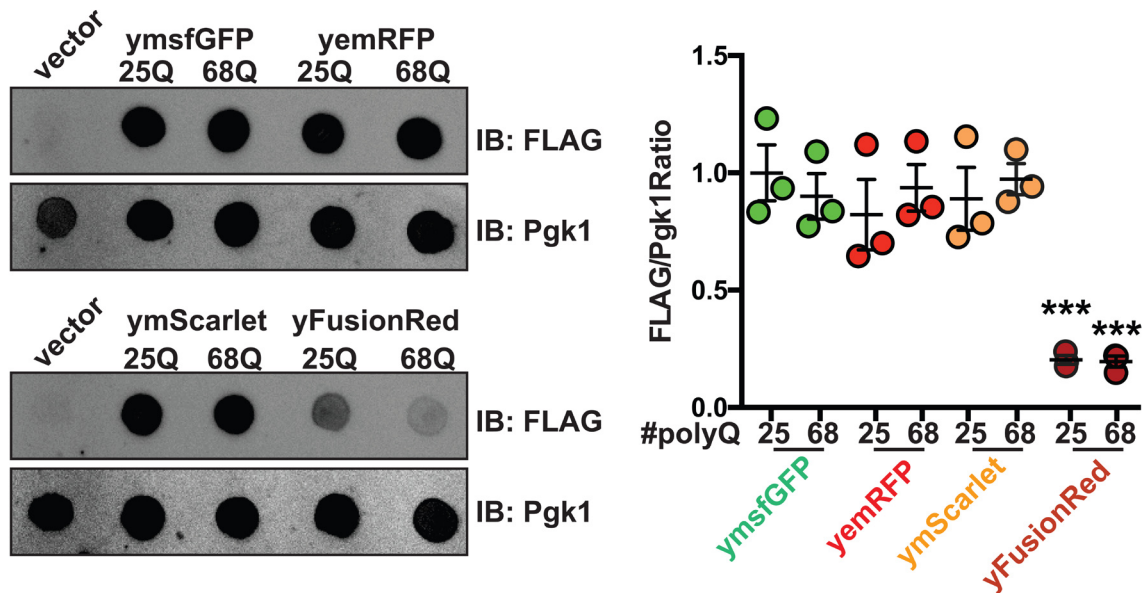 vector
ymsfGFP yemRFP
25Q 68Q 25Q 68Q
IB: FLAG
IB: Pgk1
vector
ymScarlet yFusionRed
25Q 68Q 25Q 68Q
IB: FLAG
IB: Pgk1
FLAG/Pgk1Ratio
1.5
1.0
0.5
0.0
*** ***
#polyQ 25 68 25 68 25 68 25 68
ymsfGFP
yemRFP
ymScarlet
yFusionRed